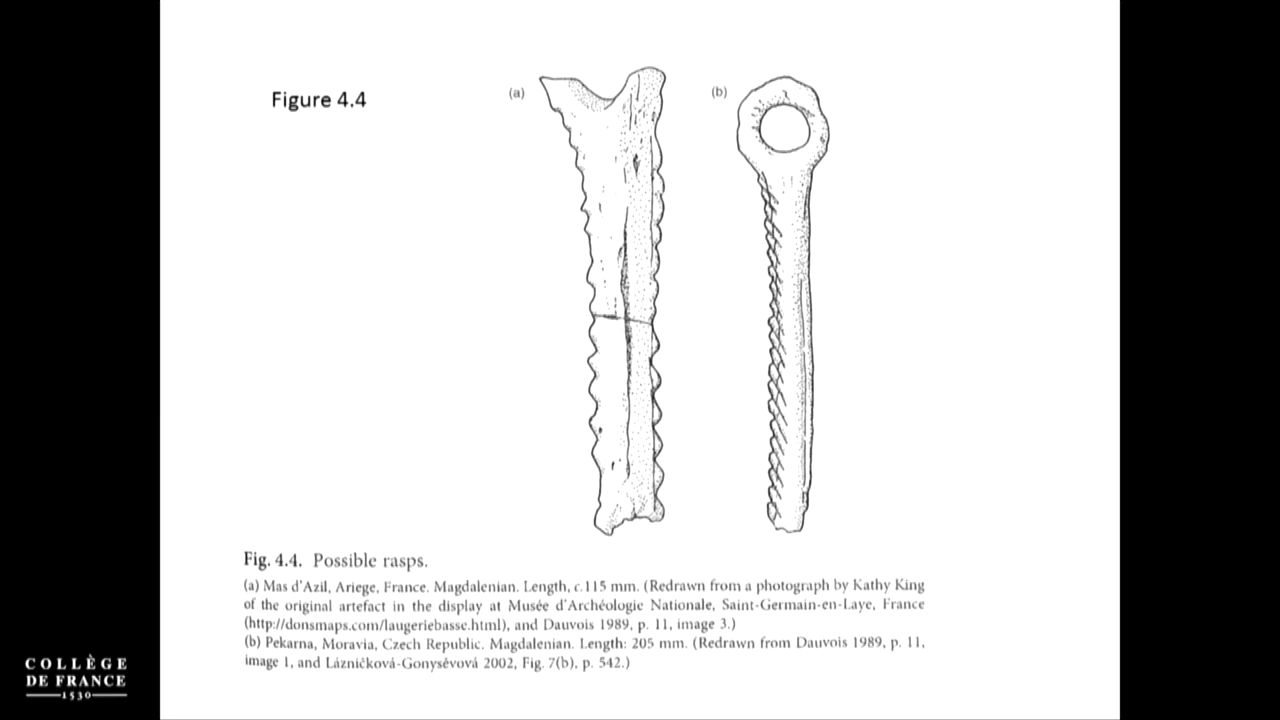 Figure 4.4
(a)
(b)
Fig. 4.4. Possible rasps.
(a) Mas d'Azil, Ariege, France. Magdalenian. Length, c.115 mm. (Redrawn from a photograph by Kathy King
of the original artefact in the display at Musée d'Archéologie Nationale, Saint-Germain-en-Laye, France
(http://donsmaps.com/laugeriebasse.html), and Dauvois 1989, p. 11, image 3.)
(b) Pekarna, Moravia, Czech Republic. Magdalenian. Length: 205 mm. (Redrawn from Dauvois 1989, p. 11,
image 1, and Lázničková-Gonyševová 2002, Fig. 7(b), p. 542.)
COLLÈGE
DE FRANCE
1530